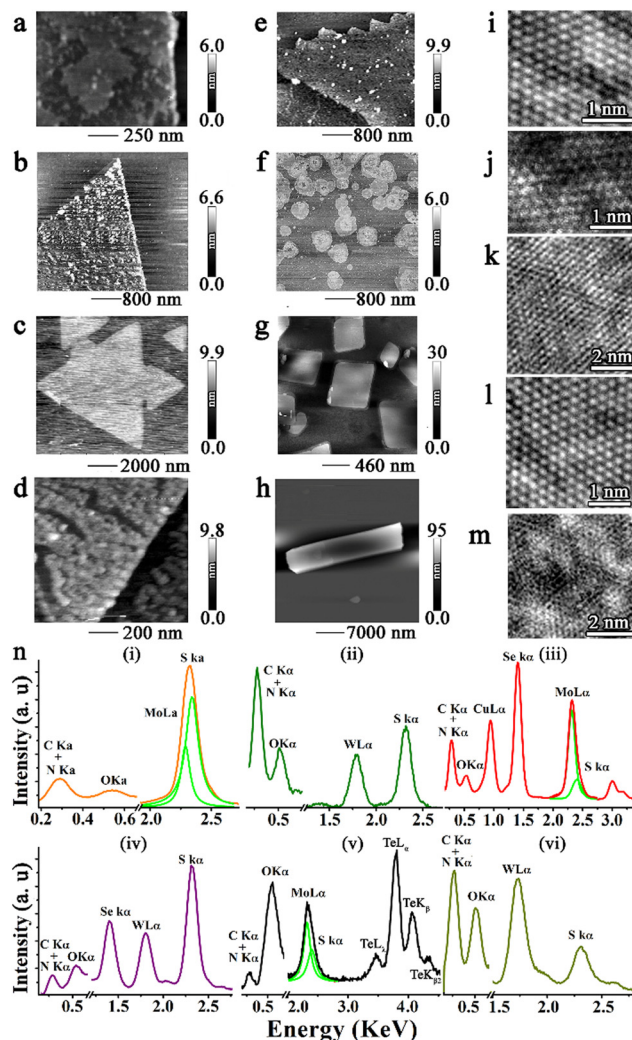 a
6.0
nm
0.0
250 nm
b
6.6
nm
0.0
800 nm
c
9.9
nm
0.0
2000 nm
d
9.8
nm
0.0
200 nm
e
9.9
nm
0.0
800 nm
f
6.0
nm
0.0
800 nm
g
30
nm
0.0
460 nm
h
95
nm
0.0
7000 nm
i
1 nm
j
1 nm
k
2 nm
l
1 nm
m
2 nm
n
Intensity (a. u)
(i)
C Ka
+
N Ka
OKa
MoLa
S ka
0.2 0.4 0.6 2.5
(ii)
C Kα
+
N Kα
OKα
WLα
S kα
0.5 1.5 2.0 2.5
(iii)
C Kα
+
N Kα
OKα
CuLα
Se kα
MoLα
S kα
0.0 0.5 1.0 1.5 2.0 2.5 3.0
Intensity (a. u)
(iv)
C Kα
+
N Kα
OKα
Se kα
WLα
S kα
0.5 1.5 2.0 2.5
(v)
C Kα
+
N Kα
OKα
MoLα
S kα
TeLα
TeKβ
TeKβ2
0.5 2.0 3.0 4.0
(vi)
C Kα
+
N Kα
OKα
WLα
S kα
0.5 1.5 2.0 2.5
Energy (KeV)